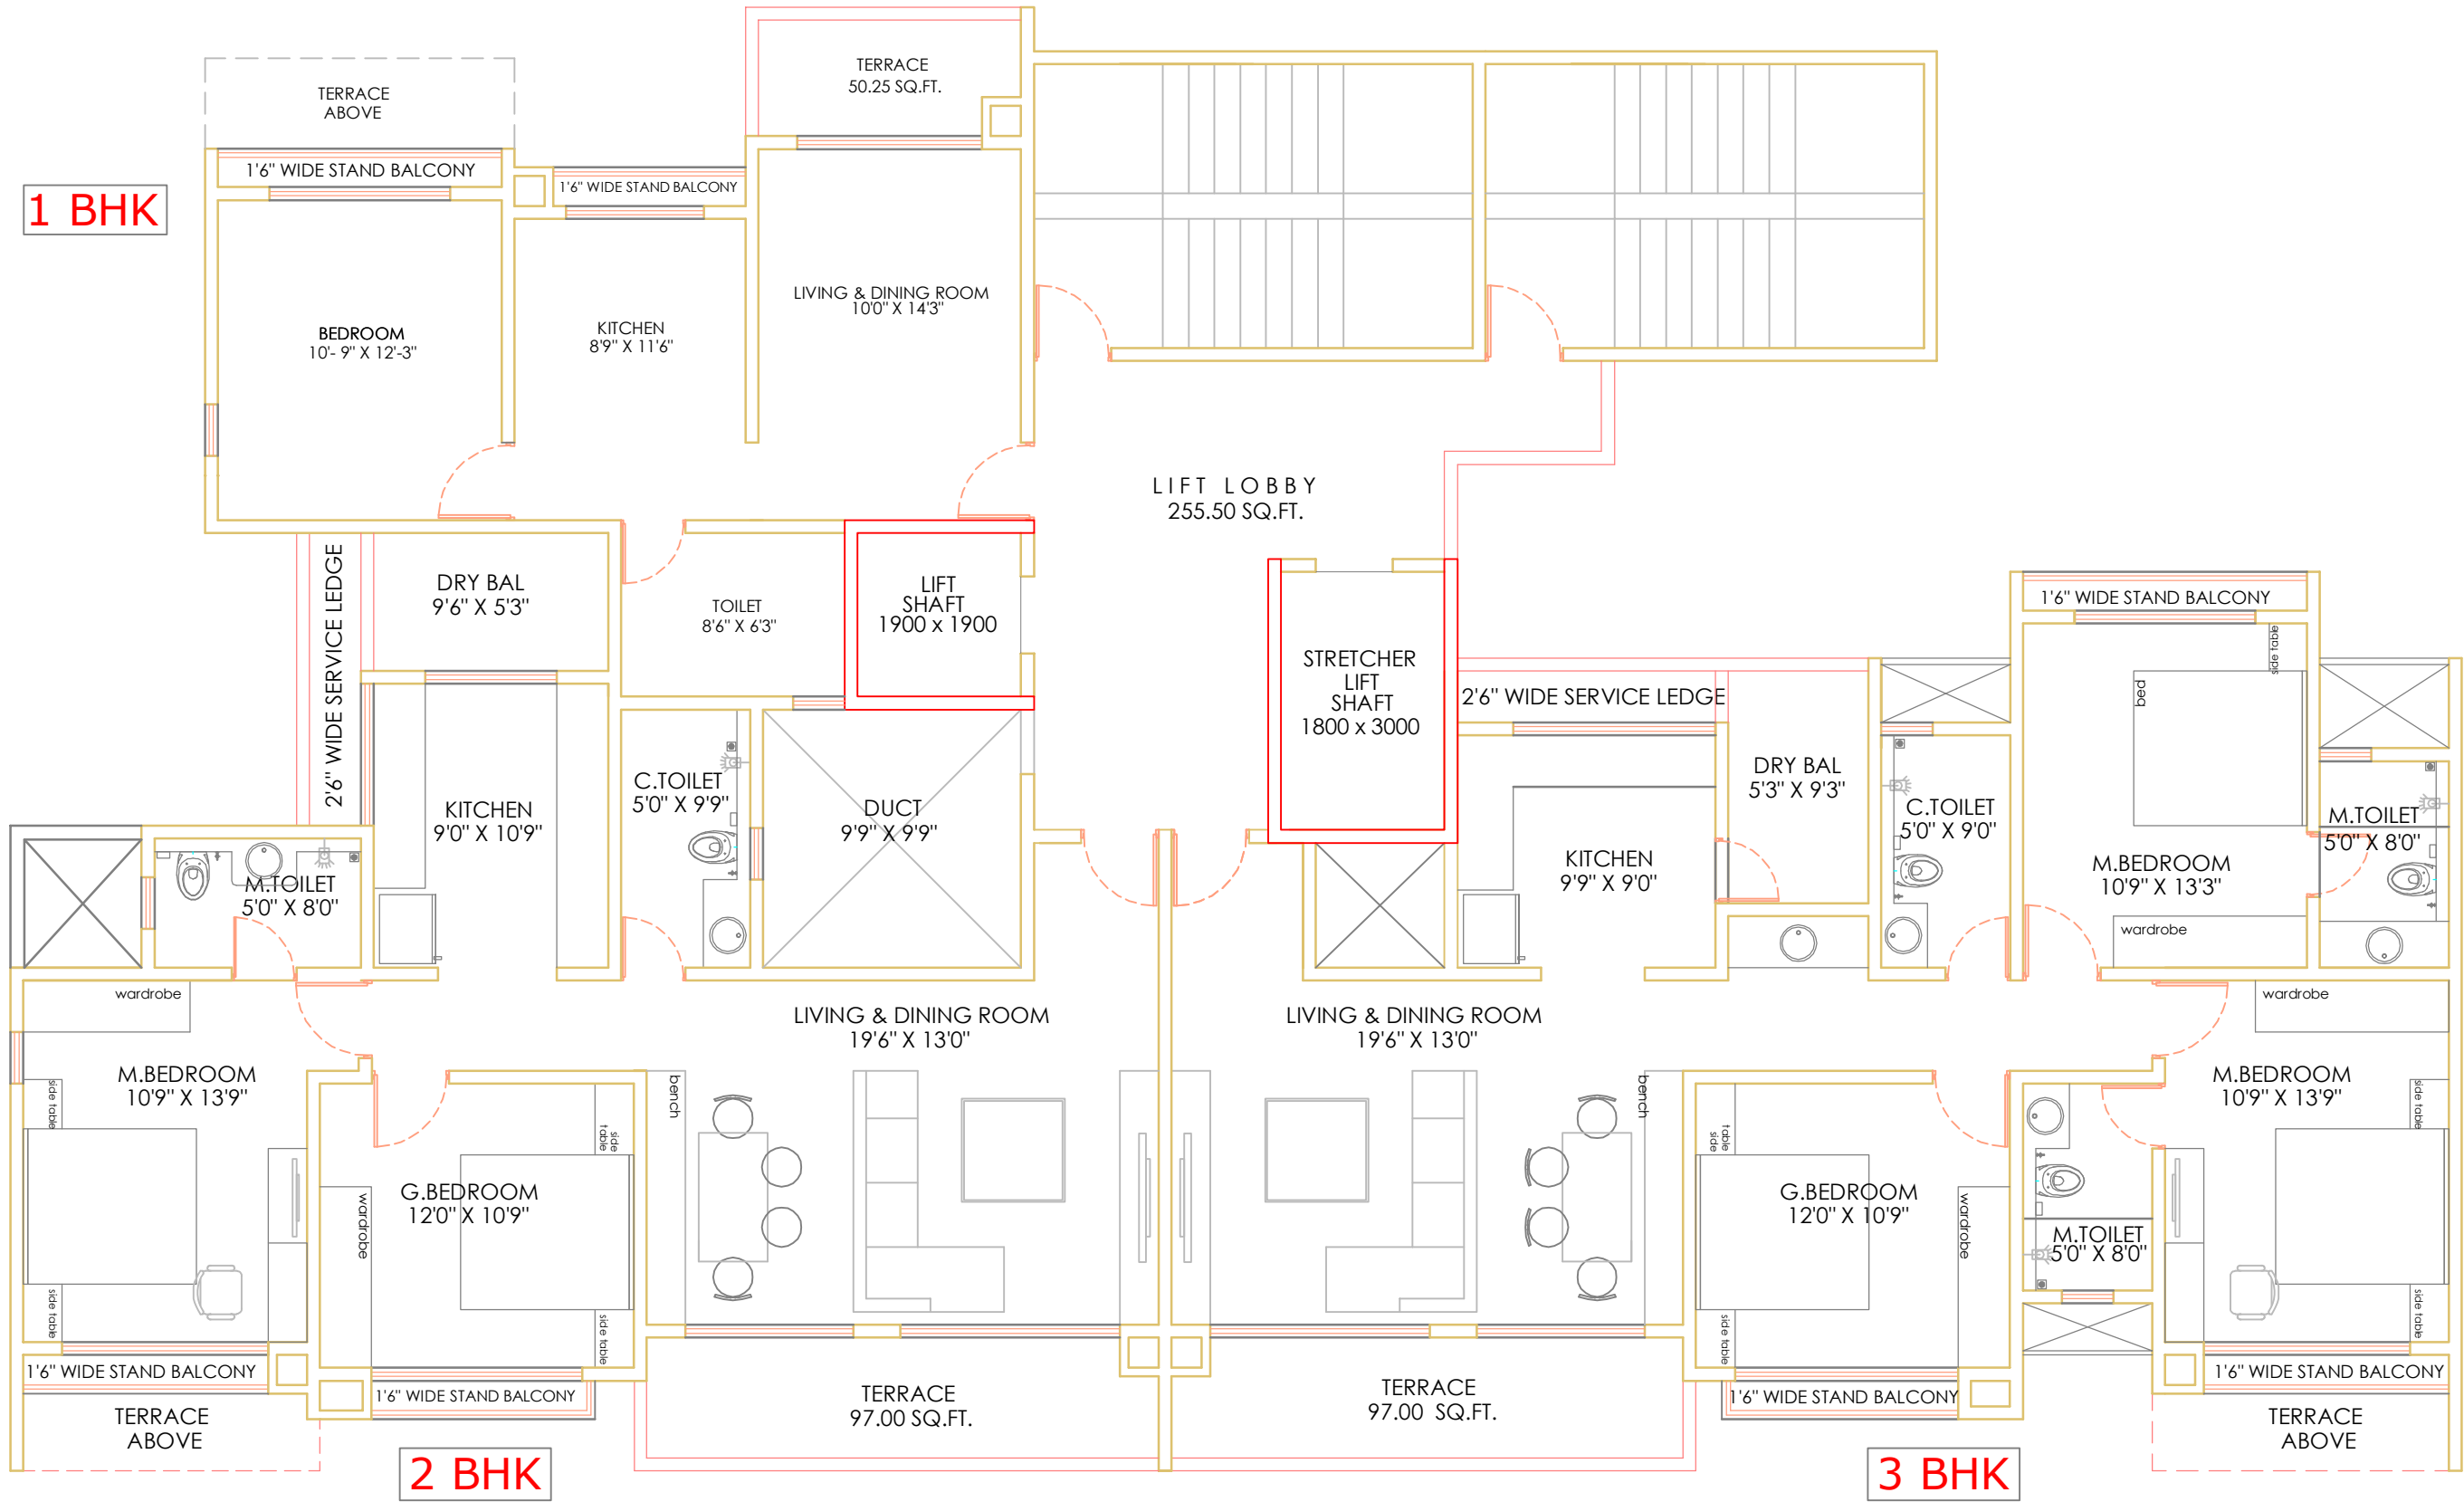 TERRACE
50.25 SQ.FT.
TERRACE
ABOVE
1'6" WIDE STAND BALCONY
1'6" WIDE STAND BALCONY
1 BHK
LIVING & DINING ROOM
10'0" X 14'3"
BEDROOM
10'- 9" X 12'-3"
KITCHEN
8'9" X 11'6"
LIFT LOBBY
255.50 SQ.FT.
2'6" WIDE SERVICE LEDGE
DRY BAL
9'6" X 5'3"
TOILET
8'6" X 6'3"
LIFT
SHAFT
1900 x 1900
STRETCHER
LIFT
SHAFT
1800 x 3000
2'6" WIDE SERVICE LEDGE
1'6" WIDE STAND BALCONY
side table
bed
KITCHEN
9'0" X 10'9"
C.TOILET
5'0" X 9'9"
DUCT
9'9" X 9'9"
DRY BAL
5'3" X 9'3"
C.TOILET
5'0" X 9'0"
M.TOILET
5'0" X 8'0"
M.TOILET
5'0" X 8'0"
KITCHEN
9'9" X 9'0"
M.BEDROOM
10'9" X 13'3"
wardrobe
wardrobe
wardrobe
LIVING & DINING ROOM
19'6" X 13'0"
LIVING & DINING ROOM
19'6" X 13'0"
M.BEDROOM
10'9" X 13'9"
side table
bench
bench
M.BEDROOM
10'9" X 13'9"
side table
side
table
side
table
G.BEDROOM
12'0" X 10'9"
wardrobe
G.BEDROOM
12'0" X 10'9"
wardrobe
M.TOILET
5'0" X 8'0"
side table
side table
side table
side table
1'6" WIDE STAND BALCONY
1'6" WIDE STAND BALCONY
TERRACE
97.00 SQ.FT.
TERRACE
97.00 SQ.FT.
1'6" WIDE STAND BALCONY
1'6" WIDE STAND BALCONY
TERRACE
ABOVE
TERRACE
ABOVE
2 BHK
3 BHK